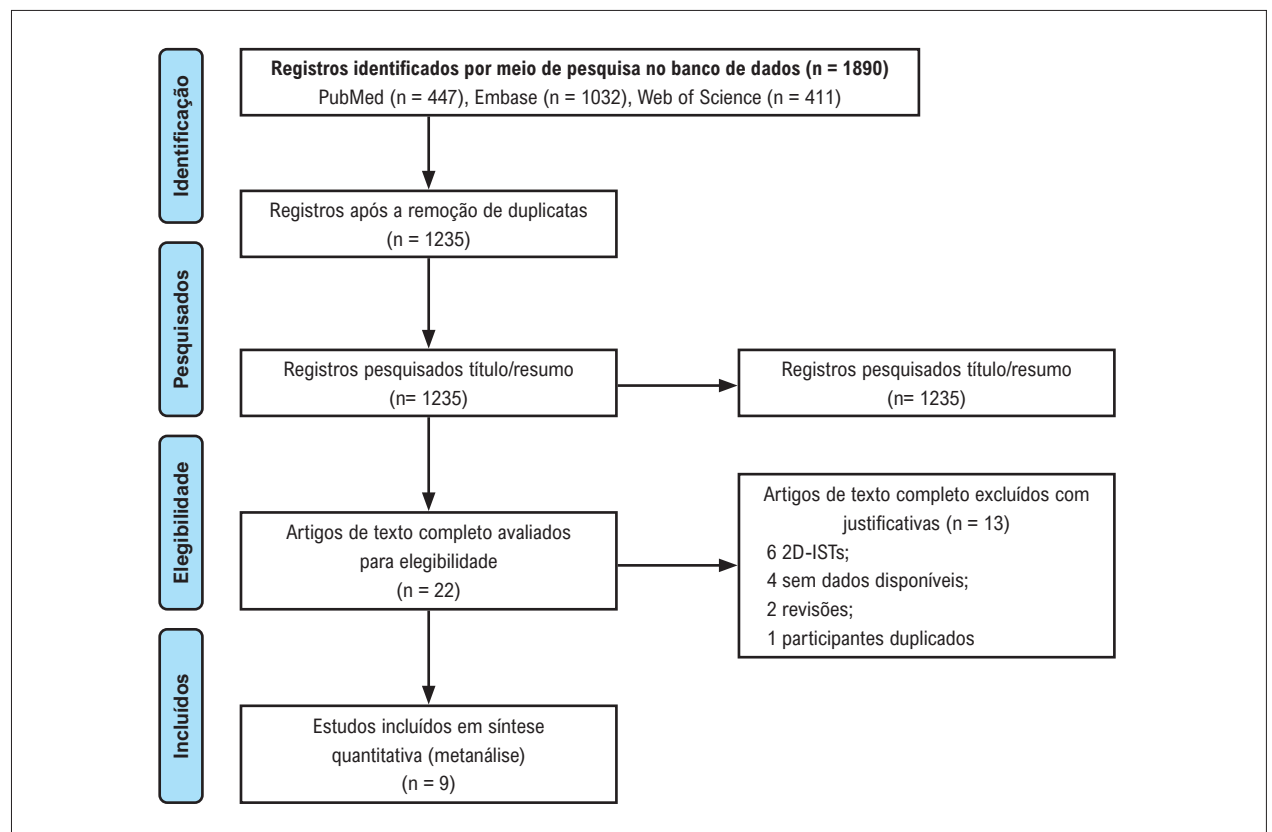 Identificação
Registros identificados por meio de pesquisa no banco de dados (n = 1890)
PubMed (n = 447), Embase (n = 1032), Web of Science (n = 411)
Registros após a remoção de duplicatas
(n = 1235)
Pesquisados
Registros pesquisados título/resumo
(n= 1235)
Registros pesquisados título/resumo
(n= 1235)
Elegibilidade
Artigos de texto completo avaliados
para elegibilidade
(n = 22)
Artigos de texto completo excluídos com
justificativas (n = 13)
6 2D-ISTs;
4 sem dados disponíveis;
2 revisões;
1 participantes duplicados
Incluídos
Estudos incluídos em síntese
quantitativa (metanálise)
(n = 9)